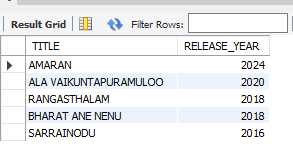 Result Grid Filter Rows:
TITLE RELEASE_YEAR
AMARAN 2024
ALA VAIKUNTAPURAMULOO 2020
RANGASTHALAM 2018
BHARAT ANE NENU 2018
SARRAINODU 2016